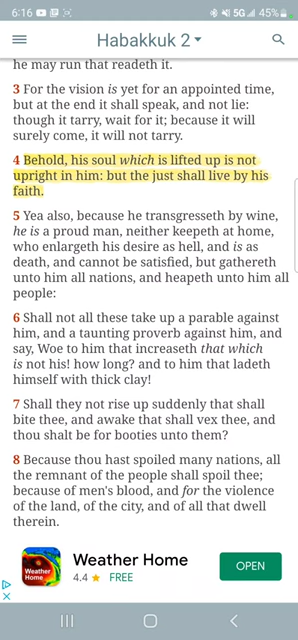 6:16 5G 45%
Habakkuk 2
he may run that readeth it.
3 For the vision is yet for an appointed time,
but at the end it shall speak, and not lie:
though it tarry, wait for it; because it will
surely come, it will not tarry.
4 Behold, his soul which is lifted up is not
upright in him: but the just shall live by his
faith.
5 Yea also, because he transgresseth by wine,
he is a proud man, neither keepeth at home,
who enlargeth his desire as hell, and is as
death, and cannot be satisfied, but gathereth
unto him all nations, and heapeth unto him all
people:
6 Shall not all these take up a parable against
him, and a taunting proverb against him, and
say, Woe to him that increaseth that which
is not his! how long? and to him that ladeth
himself with thick clay!
7 Shall they not rise up suddenly that shall
bite thee, and awake that shall vex thee, and
thou shalt be for booties unto them?
8 Because thou hast spoiled many nations, all
the remnant of the people shall spoil thee;
because of men's blood, and for the violence
of the land, of the city, and of all that dwell
therein.
Weather
Home
Weather Home
4.4 ★ FREE
OPEN